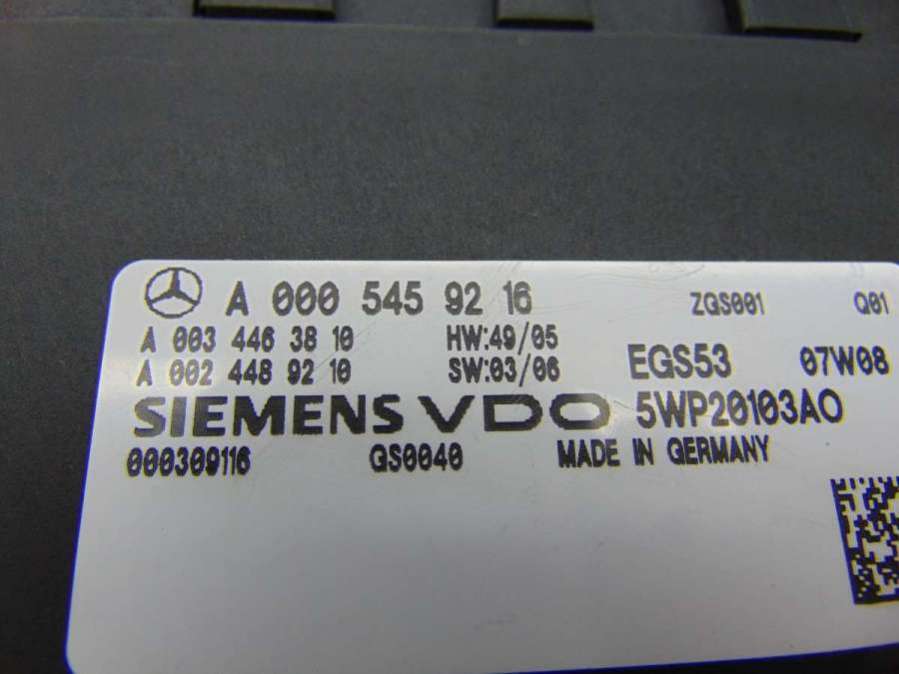 A 000 545 92 16 ZGS001 Q01
A 003 446 38 10 HW:49/05
A 002 448 92 10 SW:03/06 EGS53 07W08
SIEMENS VDO 5WP20103AO
000309116 GS0040 MADE IN GERMANY